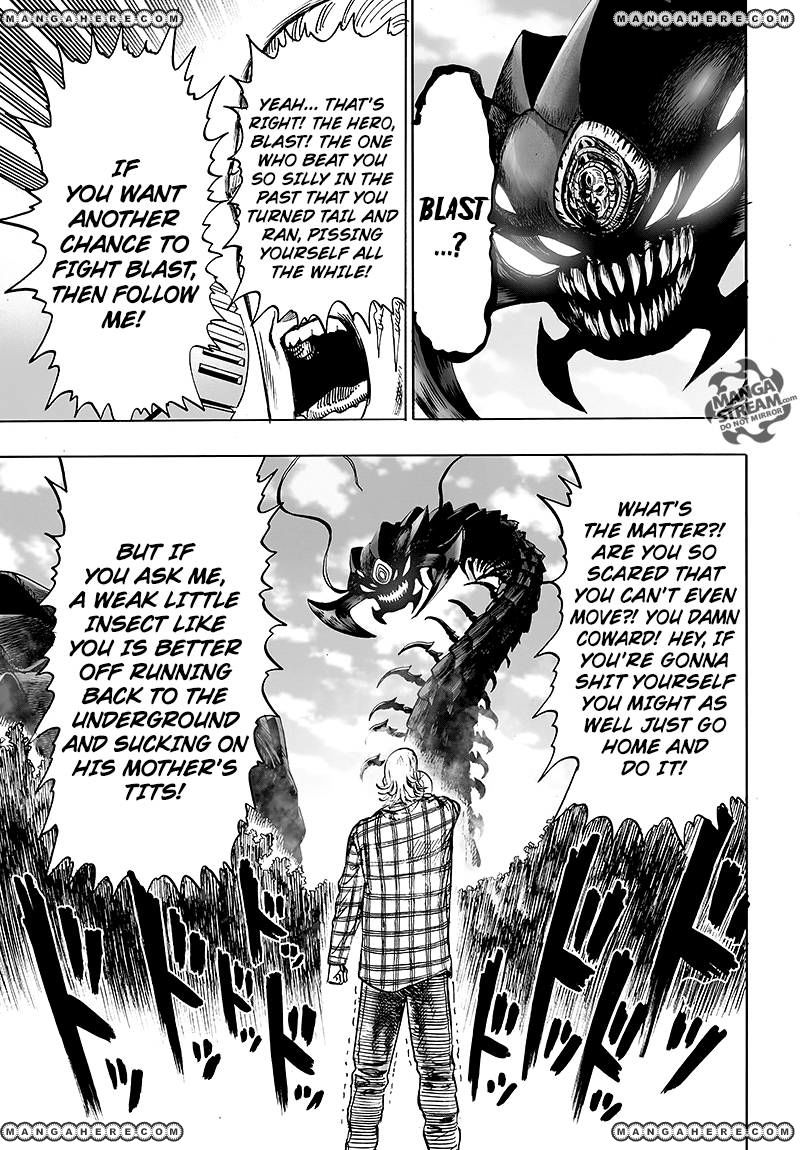 MANGAHERE.COM
MANGAHERE.COM
BLAST
...?
YEAH... THAT'S
RIGHT! THE HERO,
BLAST! THE ONE
WHO BEAT YOU
SO SILLY IN THE
PAST THAT YOU
TURNED TAIL AND
RAN, PISSING
YOURSELF ALL
THE WHILE!
IF
YOU WANT
ANOTHER
CHANCE TO
FIGHT BLAST,
THEN FOLLOW
ME!
MANGA
STREAM.com
DO NOT MIRROR
WHAT'S
THE MATTER?!
ARE YOU SO
SCARED THAT
YOU CAN'T EVEN
MOVE?! YOU DAMN
COWARD! HEY, IF
YOU'RE GONNA
SHIT YOURSELF
YOU MIGHT AS
WELL JUST GO
HOME AND
DO IT!
BUT IF
YOU ASK ME,
A WEAK LITTLE
INSECT LIKE
YOU IS BETTER
OFF RUNNING
BACK TO THE
UNDERGROUND
AND SUCKING ON
HIS MOTHER'S
TITS!
ドドドドド
ドドドド
MANGAHERE.COM
MANGAHERE.COM